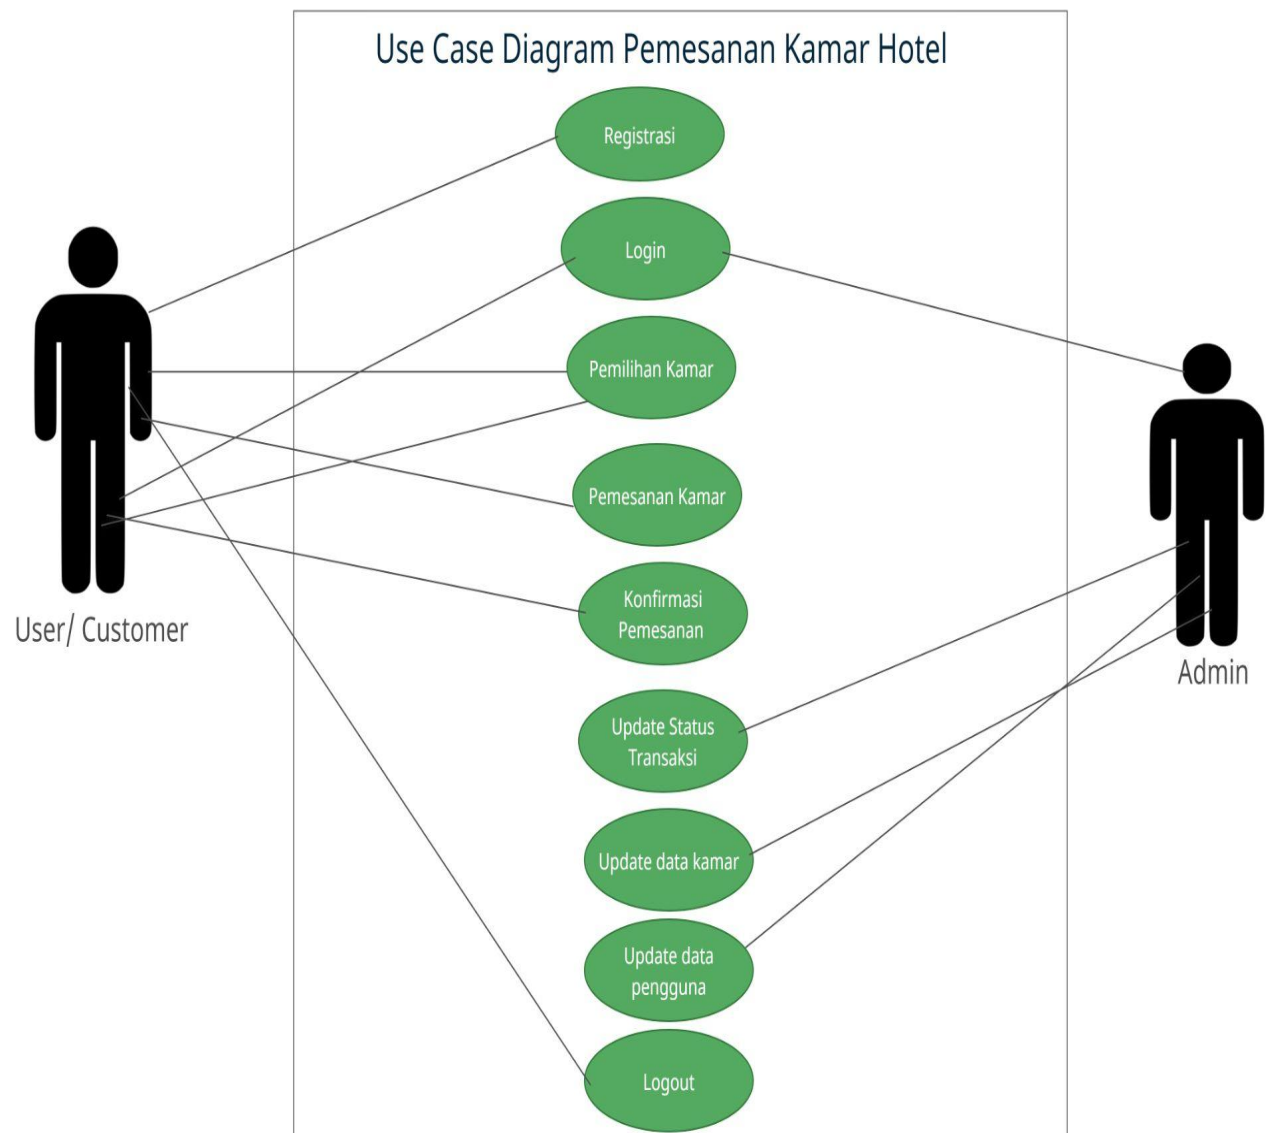 Use Case Diagram Pemesanan Kamar Hotel
Registrasi
Login
Pemilihan Kamar
Pemesanan Kamar
Konfirmasi
Pemesanan
User/ Customer
Admin
Update Status
Transaksi
Update data kamar
Update data
pengguna
Logout